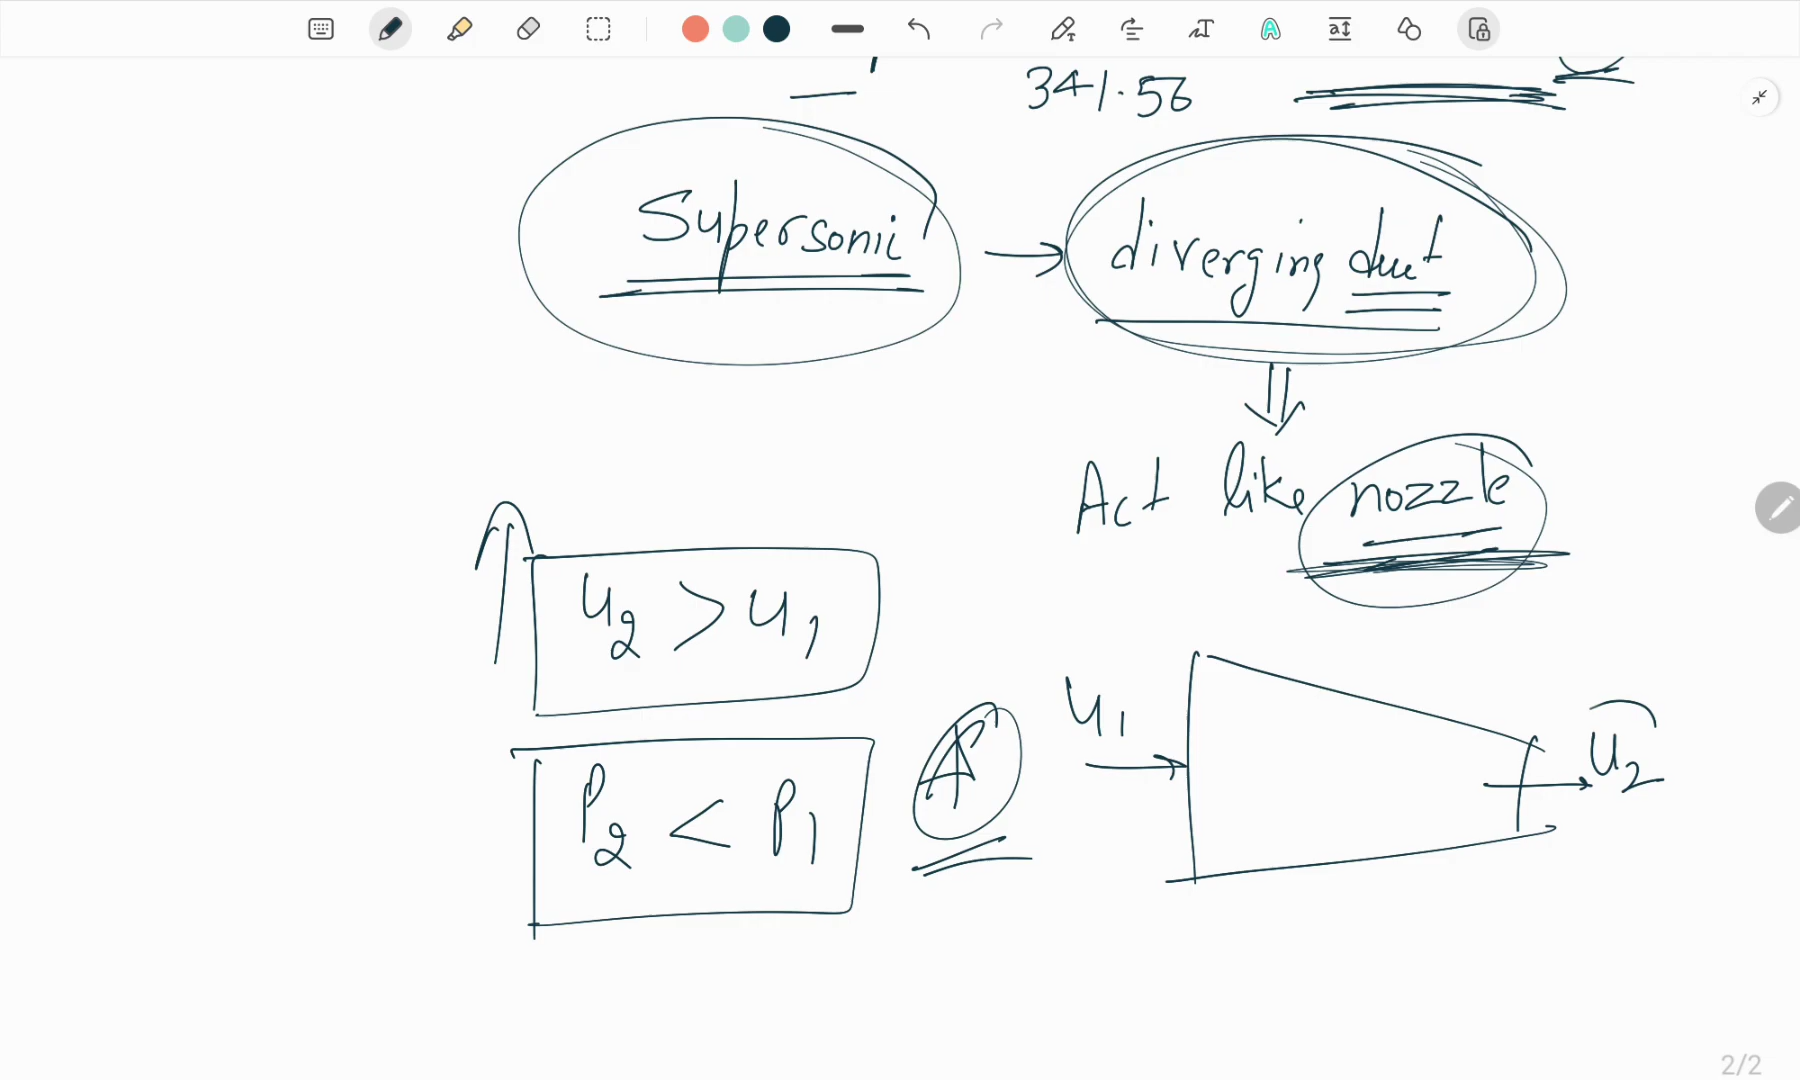 341.56
Supersonic → diverging duct
⇓
Act like nozzle
↑ u₂ > u₁
P₂ < P₁ A
u₁ → → u₂
2/2